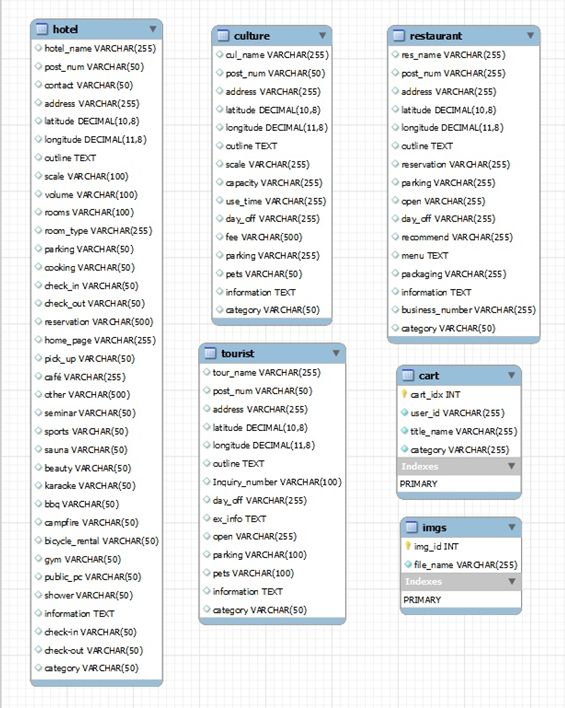 hotel
hotel_name VARCHAR(255)
post_num VARCHAR(50)
contact VARCHAR(50)
address VARCHAR(255)
latitude DECIMAL(10,8)
longitude DECIMAL(11,8)
outline TEXT
scale VARCHAR(100)
volume VARCHAR(100)
rooms VARCHAR(100)
room_type VARCHAR(255)
parking VARCHAR(50)
cooking VARCHAR(50)
check_in VARCHAR(50)
check_out VARCHAR(50)
reservation VARCHAR(500)
home_page VARCHAR(255)
pick_up VARCHAR(50)
café VARCHAR(255)
other VARCHAR(500)
seminar VARCHAR(50)
sports VARCHAR(50)
sauna VARCHAR(50)
beauty VARCHAR(50)
karaoke VARCHAR(50)
bbq VARCHAR(50)
campfire VARCHAR(50)
bicycle_rental VARCHAR(50)
gym VARCHAR(50)
public_pc VARCHAR(50)
shower VARCHAR(50)
information TEXT
check-in VARCHAR(50)
check-out VARCHAR(50)
category VARCHAR(50)
culture
cul_name VARCHAR(255)
post_num VARCHAR(50)
address VARCHAR(255)
latitude DECIMAL(10,8)
longitude DECIMAL(11,8)
outline TEXT
scale VARCHAR(255)
capacity VARCHAR(255)
use_time VARCHAR(255)
day_off VARCHAR(255)
fee VARCHAR(500)
parking VARCHAR(255)
pets VARCHAR(50)
information TEXT
category VARCHAR(50)
tourist
tour_name VARCHAR(255)
post_num VARCHAR(50)
address VARCHAR(255)
latitude DECIMAL(10,8)
longitude DECIMAL(11,8)
outline TEXT
Inquiry_number VARCHAR(100)
day_off VARCHAR(255)
ex_info TEXT
open VARCHAR(255)
parking VARCHAR(100)
pets VARCHAR(100)
information TEXT
category VARCHAR(50)
restaurant
res_name VARCHAR(255)
post_num VARCHAR(255)
address VARCHAR(255)
latitude DECIMAL(10,8)
longitude DECIMAL(11,8)
outline TEXT
reservation VARCHAR(255)
parking VARCHAR(255)
open VARCHAR(255)
day_off VARCHAR(255)
recommend VARCHAR(255)
menu TEXT
packaging VARCHAR(255)
information TEXT
business_number VARCHAR(255)
category VARCHAR(50)
cart
cart_idx INT
user_id VARCHAR(255)
title_name VARCHAR(255)
category VARCHAR(255)
Indexes
PRIMARY
imgs
img_id INT
file_name VARCHAR(255)
Indexes
PRIMARY